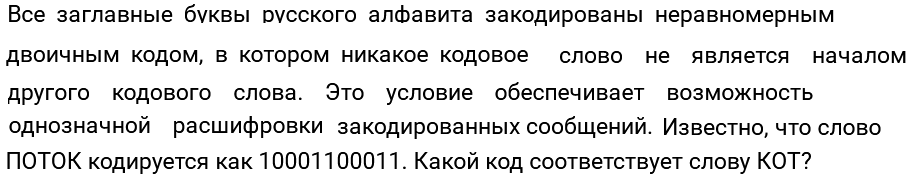 Все заглавные буквы русского алфавита закодированы неравномерным
двоичным кодом, в котором никакое кодовое слово не является началом
другого кодового слова. Это условие обеспечивает возможность
однозначной расшифровки закодированных сообщений. Известно, что слово
ПОТОК кодируется как 10001100011. Какой код соответствует слову КОТ?